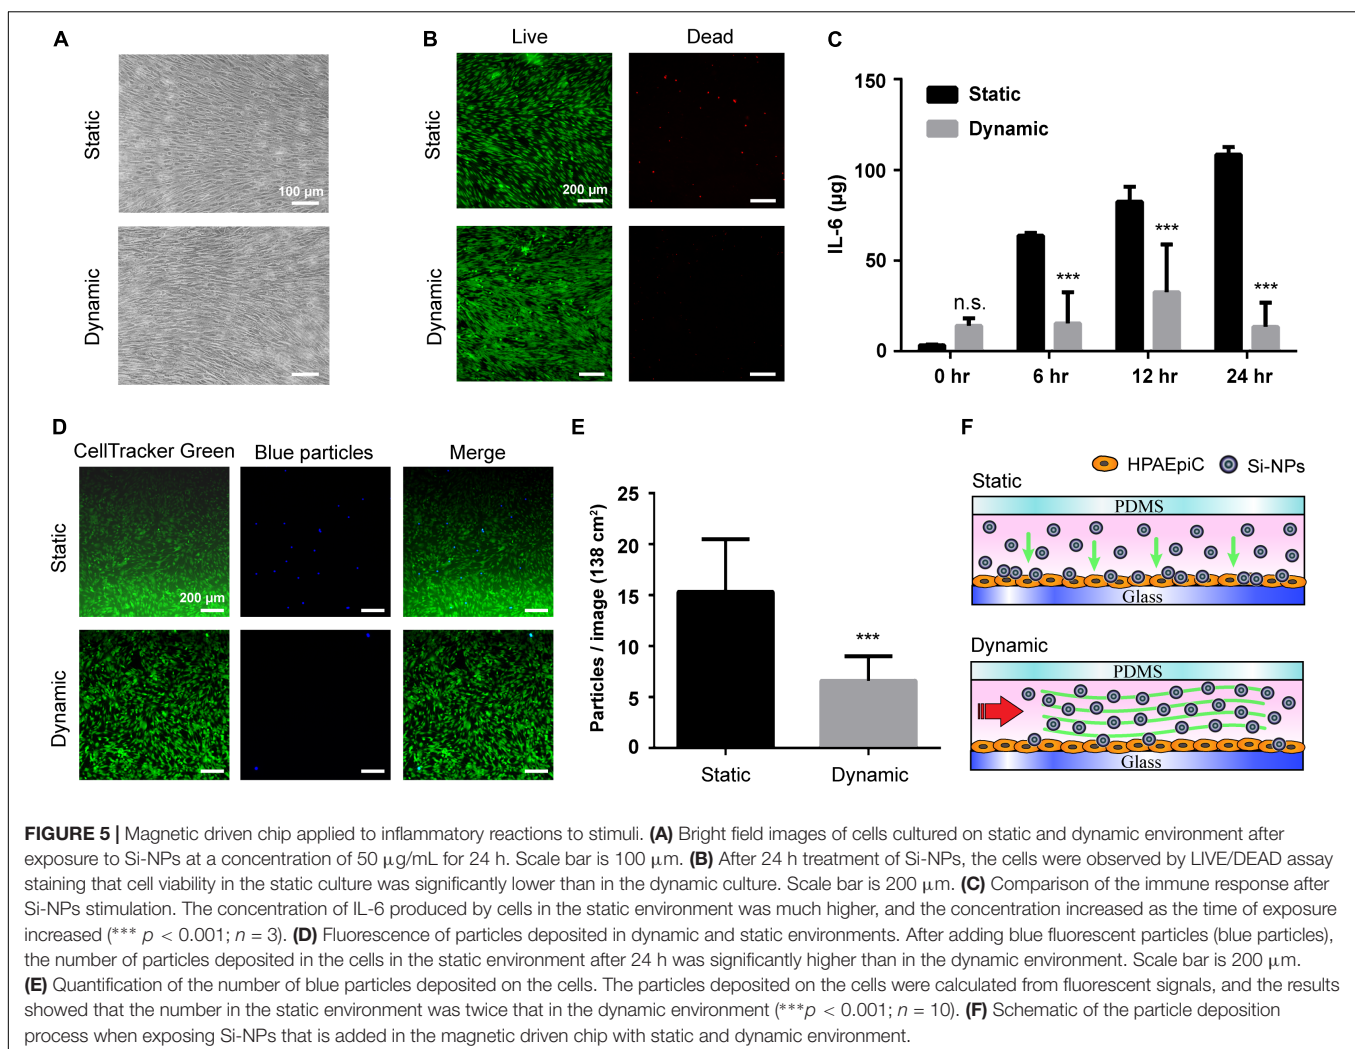 A
Static
100 µm
Dynamic
B
Live
Dead
Static
200 µm
Dynamic
C
150
100
50
0
IL-6 (µg)
Static
Dynamic
n.s.
***
***
***
0 hr
6 hr
12 hr
24 hr
D
CellTracker Green
Blue particles
Merge
Static
200 µm
Dynamic
E
25
20
15
10
5
0
Particles / image (138 cm²)
***
Static
Dynamic
F
HPAEpiC
Si-NPs
Static
PDMS
Glass
Dynamic
PDMS
Glass
FIGURE 5 | Magnetic driven chip applied to inflammatory reactions to stimuli. (A) Bright field images of cells cultured on static and dynamic environment after
exposure to Si-NPs at a concentration of 50 µg/mL for 24 h. Scale bar is 100 µm. (B) After 24 h treatment of Si-NPs, the cells were observed by LIVE/DEAD assay
staining that cell viability in the static culture was significantly lower than in the dynamic culture. Scale bar is 200 µm. (C) Comparison of the immune response after
Si-NPs stimulation. The concentration of IL-6 produced by cells in the static environment was much higher, and the concentration increased as the time of exposure
increased (*** p < 0.001; n = 3). (D) Fluorescence of particles deposited in dynamic and static environments. After adding blue fluorescent particles (blue particles),
the number of particles deposited in the cells in the static environment after 24 h was significantly higher than in the dynamic environment. Scale bar is 200 µm.
(E) Quantification of the number of blue particles deposited on the cells. The particles deposited on the cells were calculated from fluorescent signals, and the results
showed that the number in the static environment was twice that in the dynamic environment (***p < 0.001; n = 10). (F) Schematic of the particle deposition
process when exposing Si-NPs that is added in the magnetic driven chip with static and dynamic environment.